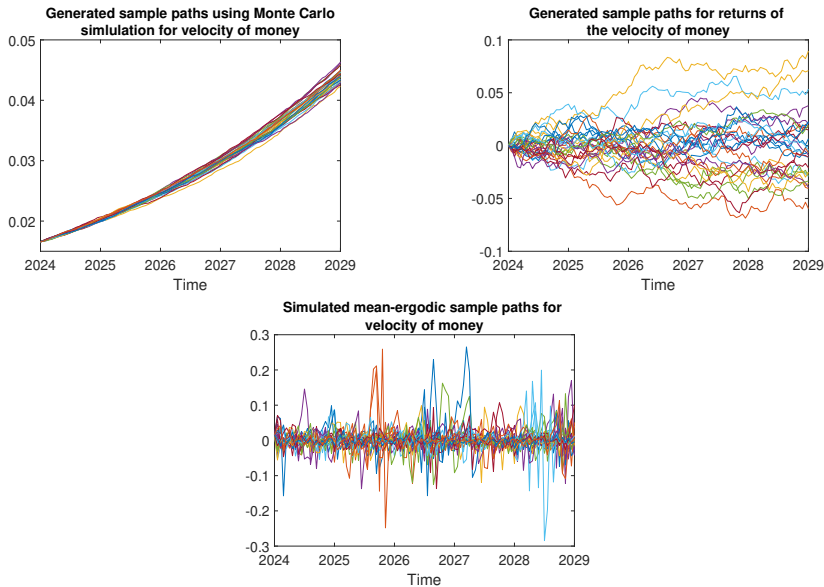 Generated sample paths using Monte Carlo
simlulation for velocity of money
0.05
0.04
0.03
0.02
2024 2025 2026 2027 2028 2029
Time
Generated sample paths for returns of
the velocity of money
0.1
0.05
0
-0.05
-0.1
2024 2025 2026 2027 2028 2029
Time
Simulated mean-ergodic sample paths for
velocity of money
0.3
0.2
0.1
0
-0.1
-0.2
-0.3
2024 2025 2026 2027 2028 2029
Time